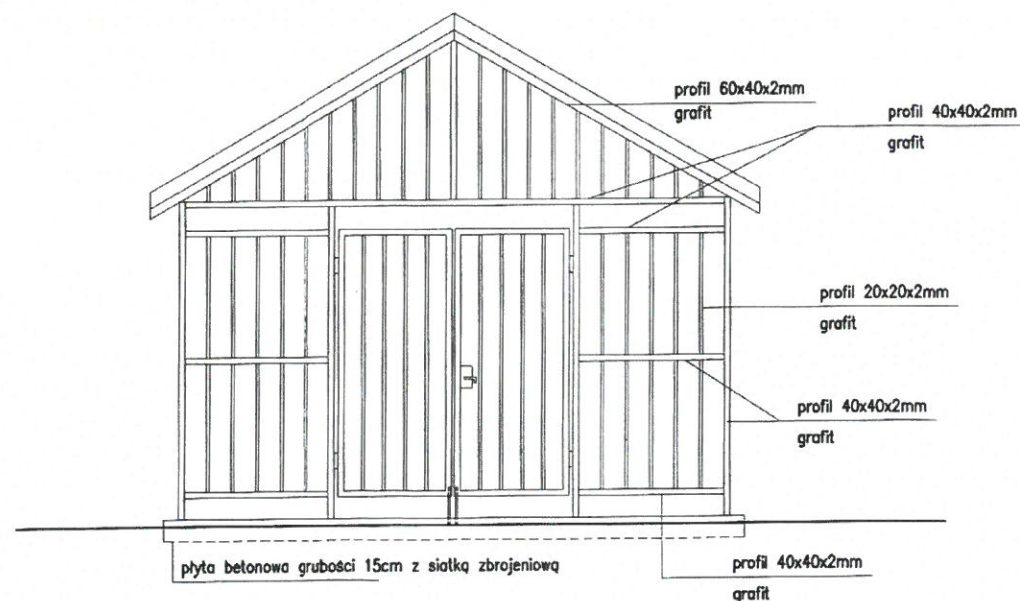 profil 60x40x2mm
grafit
profil 40x40x2mm
grafit
profil 20x20x2mm
grafit
profil 40x40x2mm
grafit
płyta betonowa grubości 15cm z siatką zbrojeniową
profil 40x40x2mm
grafit